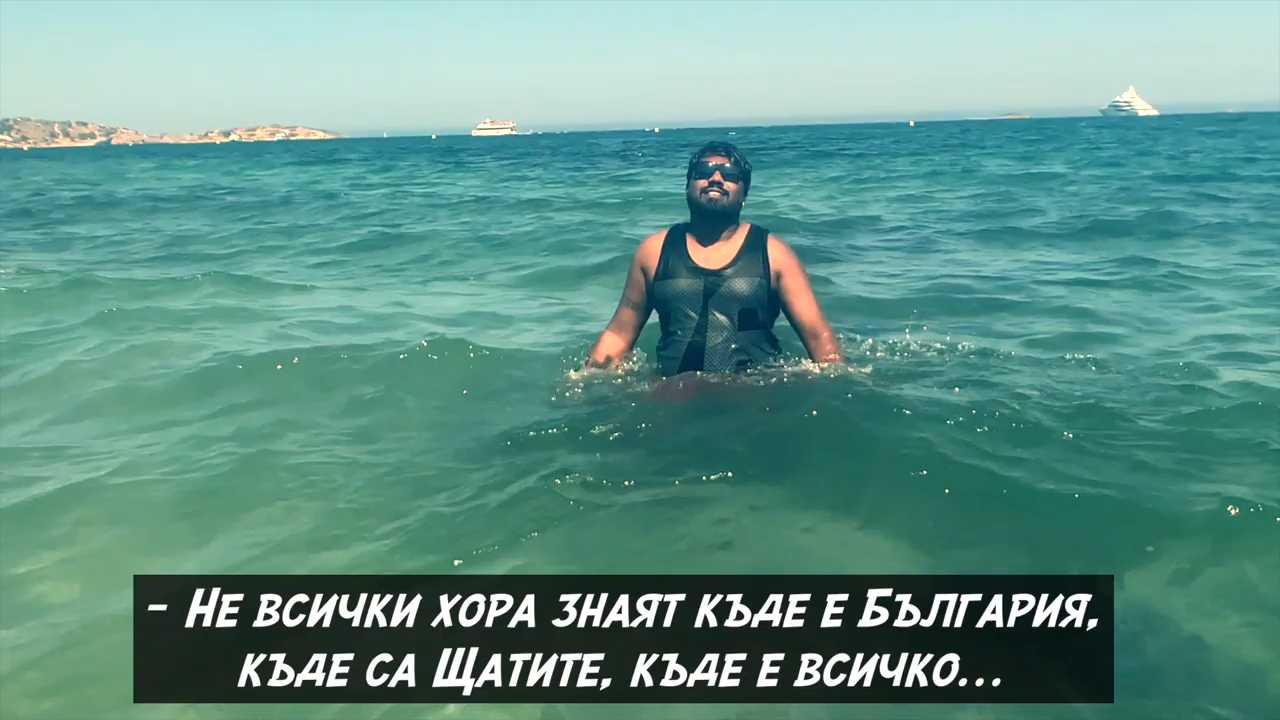 - Не всички хора знаят къде е България,
къде са Щатите, къде е всичко...